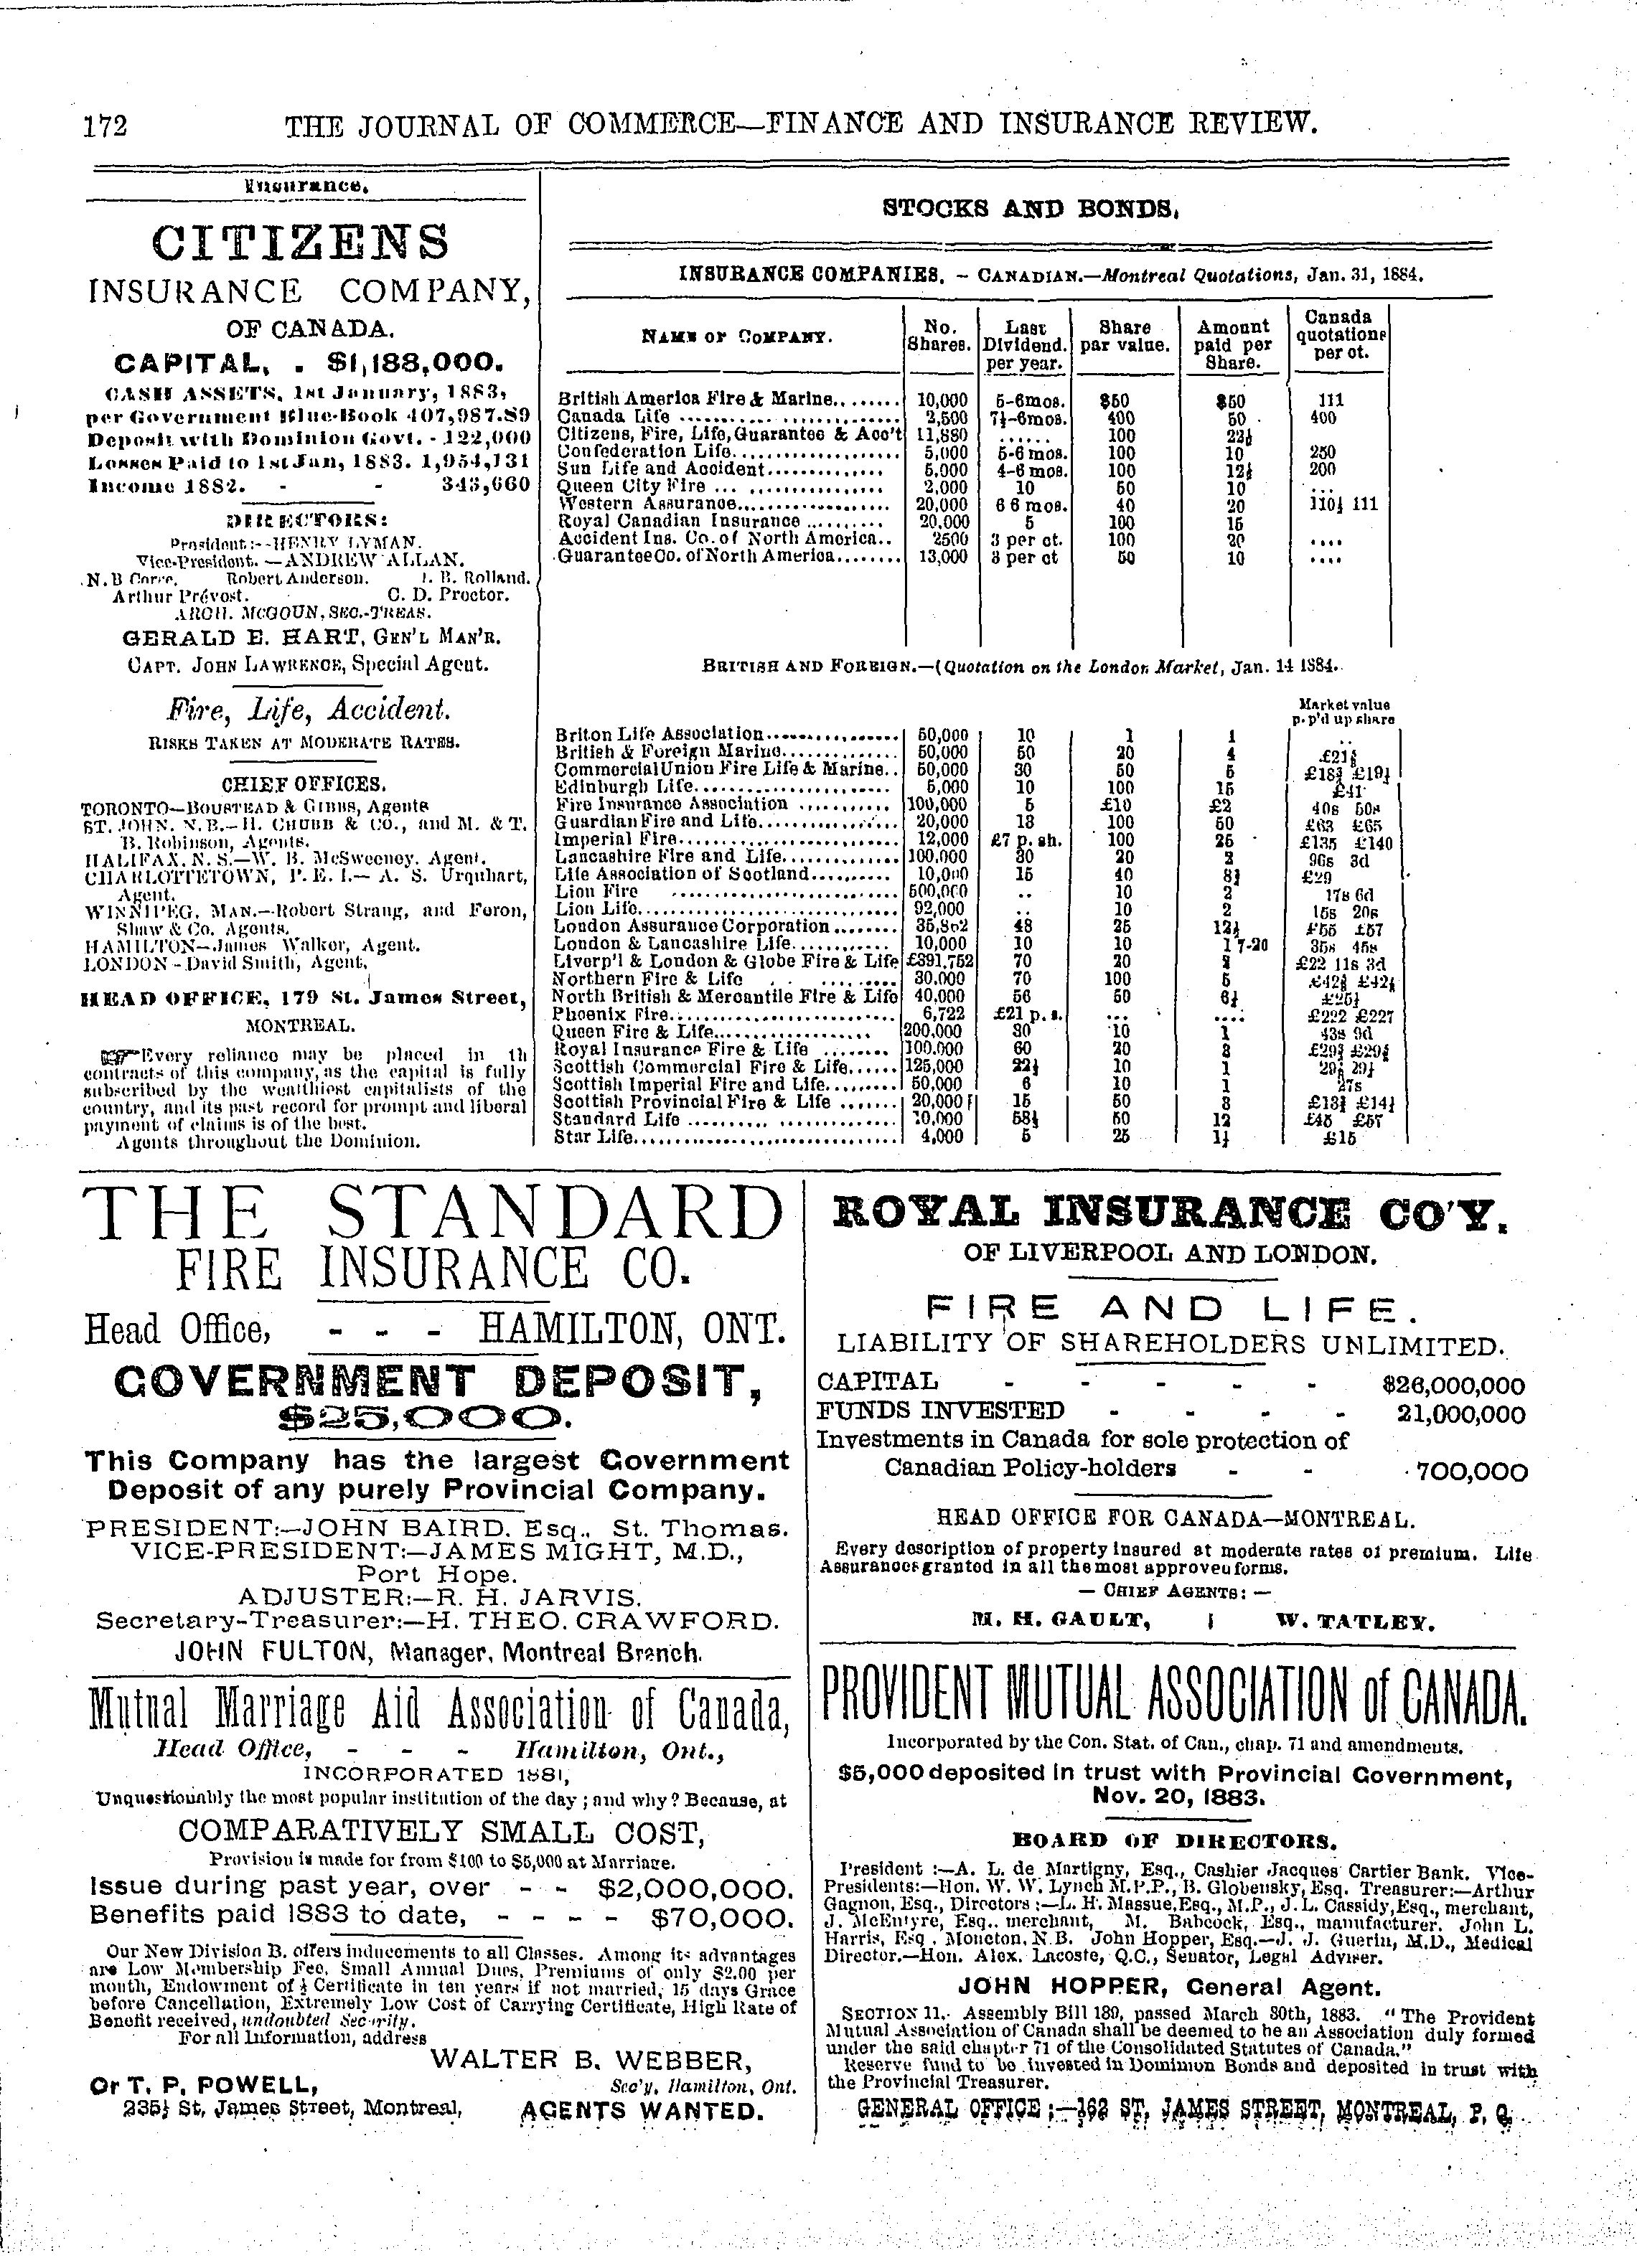 172 THE JOURNAL OF COMMERCE—FINANCE AND INSURANCE REVIEW.
Insurance.
CITIZENS
INSURANCE COMPANY,
OF CANADA.
CAPITAL, . $1,188,000.
CASH ASSETS, 1st January, 1883,
per Government Blue-Book 407,987.89
Deposit with Dominion Govt. - 122,000
Losses Paid to 1st Jan, 1883. 1,954,131
Income 1882. - - 343,660
DIRECTORS:
President:--HENRY LYMAN.
Vice-President.—ANDREW ALLAN.
N. B Corse. Robert Anderson. J. B. Rolland.
Arthur Prévost. C. D. Proctor.
ARCH. McGOUN, SEC.-TREAS.
GERALD E. HART, GEN'L MAN'R.
CAPT. JOHN LAWRENCE, Special Agent.
Fire, Life, Accident.
RISKS TAKEN AT MODERATE RATES.
CHIEF OFFICES.
TORONTO—BOUSTEAD & GIBBS, Agents
ST. JOHN. N.B.—H. CHUBB & CO., and M. & T.
B. Robinson, Agents.
HALIFAX, N. S.—W. B. McSweeney. Agent.
CHARLOTTETOWN, P. E. I.— A. S. Urquhart,
Agent.
WINNIPEG, MAN.—Robert Strang, and Feron,
Shaw & Co. Agents.
HAMILTON—James Walker, Agent.
LONDON - David Smith, Agent,
HEAD OFFICE, 179 St. James Street,
MONTREAL.
Every reliance may be placed in th
contracts of this company, as the capital is fully
subscribed by the wealthiest capitalists of the
country, and its past record for prompt and liberal
payment of claims is of the best.
Agents throughout the Dominion.
STOCKS AND BONDS.
INSURANCE COMPANIES. – CANADIAN.—Montreal Quotations, Jan. 31, 1884.
NAME OF COMPANY. No. Shares. Last Dividend. per year. Share par value. Amount paid per Share. Canada quotations per ct.
British America Fire & Marine........ 10,000 5-6mos. $50 $50 111
Canada Life ........ 2,500 7½-6mos. 400 50 400
Citizens, Fire, Life, Guarantee & Acc't 11,880 ...... 100 22½
Confederation Life........ 5,000 5-6 mos. 100 10 250
Sun Life and Accident........ 5,000 4-6 mos. 100 12½ 200
Queen City Fire ........ 2,000 10 50 10 ...
Western Assurance........ 20,000 6 6 mos. 40 20 110½ 111
Royal Canadian Insurance ........ 20,000 5 100 15
Accident Ins. Co. of North America.. 2500 3 per ct. 100 20 ....
Guarantee Co. of North America........ 13,000 3 per ct 50 10 ....
BRITISH AND FOREIGN.—(Quotation on the London Market, Jan. 14 1884.
Market value
p. p'd up share
Briton Life Association........ 50,000 10 1 1 ..
British & Foreign Marine........ 50,000 50 20 4
Commercial Union Fire Life & Marine.. 50,000 30 50 5
Edinburgh Life........ 5,000 10 100 15 £41
Fire Insurance Association ........ 100,000 5 £10 £2 40s 50s
Guardian Fire and Life........ 20,000 13 100 50 £63 £65
Imperial Fire........ 12,000 £7 p. sh. 100 25 £135 £140
Lancashire Fire and Life........ 100,000 30 20 2 96s 3d
Life Association of Scotland........ 10,000 15 40 £29
Lion Fire ........ 500,000 .. 10 2 17s 6d
Lion Life........ 92,000 .. 10 2 15s 20s
London Assurance Corporation........ 35,862 48 25 12½ £55 £57
London & Lancashire Life........ 10,000 10 10 1 7-20 35s 45s
Liverp'l & London & Globe Fire & Life £391,752 70 20 2 £22 11s 3d
Northern Fire & Life ........ 30.000 70 100 5
North British & Mercantile Fire & Life 40,000 56 50 6¼
Phoenix Fire........ 6,722 £21 p. s. ... .... £222 £227
Queen Fire & Life........ 200,000 30 10 1 43s 9d
Royal Insurance Fire & Life ........ 100.000 60 20 3
Scottish Commercial Fire & Life...... 125,000 22½ 10 1
Scottish Imperial Fire and Life........ 50,000 6 10 1 27s
Scottish Provincial Fire & Life ....... 20,000 15 50 3
Standard Life ........ 10,000 58½ 50 12 £57
Star Life........ 4,000 5 25 1¼ £15
THE STANDARD
FIRE INSURANCE CO.
Head Office, - - - HAMILTON, ONT.
GOVERNMENT DEPOSIT,
$25,000.
This Company has the largest Government
Deposit of any purely Provincial Company.
PRESIDENT:—JOHN BAIRD. Esq., St. Thomas.
VICE-PRESIDENT:—JAMES MIGHT, M.D.,
Port Hope.
ADJUSTER:—R. H. JARVIS.
Secretary-Treasurer:—H. THEO. CRAWFORD.
JOHN FULTON, Manager, Montreal Branch.
Mutual Marriage Aid Association of Canada,
Head Office, - - - Hamilton, Ont.,
INCORPORATED 1881,
Unquestionably the most popular institution of the day ; and why? Because, at
COMPARATIVELY SMALL COST,
Provision is made for from $100 to $5,000 at Marriage.
Issue during past year, over - - $2,000,000.
Benefits paid 1883 to date, - - - - $70,000.
Our New Division B. offers inducements to all Classes. Among its advantages
are Low Membership Fee, Small Annual Dues, Premiums of only $2.00 per
month, Endowment of ½ Certificate in ten years if not married, 15 days Grace
before Cancellation, Extremely Low Cost of Carrying Certificate, High Rate of
Benefit received, undoubted Security.
For all Information, address
WALTER B. WEBBER,
Sec'y, Hamilton, Ont.
Or T. P. POWELL,
235½ St, James Street, Montreal, AGENTS WANTED.
ROYAL INSURANCE CO'Y.
OF LIVERPOOL AND LONDON.
FIRE AND LIFE.
LIABILITY OF SHAREHOLDERS UNLIMITED.
CAPITAL - - - - - $26,000,000
FUNDS INVESTED - - - - 21,000,000
Investments in Canada for sole protection of
Canadian Policy-holders - - 700,000
HEAD OFFICE FOR CANADA—MONTREAL.
Every description of property insured at moderate rates of premium. Life
Assurances granted in all the most approved forms.
— CHIEF AGENTS: —
M. H. GAULT, | W. TATLEY.
PROVIDENT MUTUAL ASSOCIATION of CANADA.
Incorporated by the Con. Stat. of Can., chap. 71 and amendments.
$5,000 deposited in trust with Provincial Government,
Nov. 20, 1883.
BOARD OF DIRECTORS.
President :—A. L. de Martigny, Esq., Cashier Jacques Cartier Bank. Vice-
Presidents:—Hon. W. W. Lynch M.P.P., B. Globensky, Esq. Treasurer:—Arthur
Gagnon, Esq., Directors :—L. H. Massue, Esq., M.P., J. L. Cassidy, Esq., merchant,
J. McEntyre, Esq.. merchant, M. Babcock, Esq., manufacturer. John L.
Harris, Esq., Moncton, N.B. John Hopper, Esq.—J. J. Guerin, M.D., Medical
Director.—Hon. Alex. Lacoste, Q.C., Senator, Legal Adviser.
JOHN HOPPER, General Agent.
SECTION 11.- Assembly Bill 189, passed March 30th, 1883. "The Provident
Mutual Association of Canada shall be deemed to be an Association duly formed
under the said chapter 71 of the Consolidated Statutes of Canada."
Reserve fund to be invested in Dominion Bonds and deposited in trust with
the Provincial Treasurer.
GENERAL OFFICE :—162 ST, JAMES STREET, MONTREAL, P. Q.